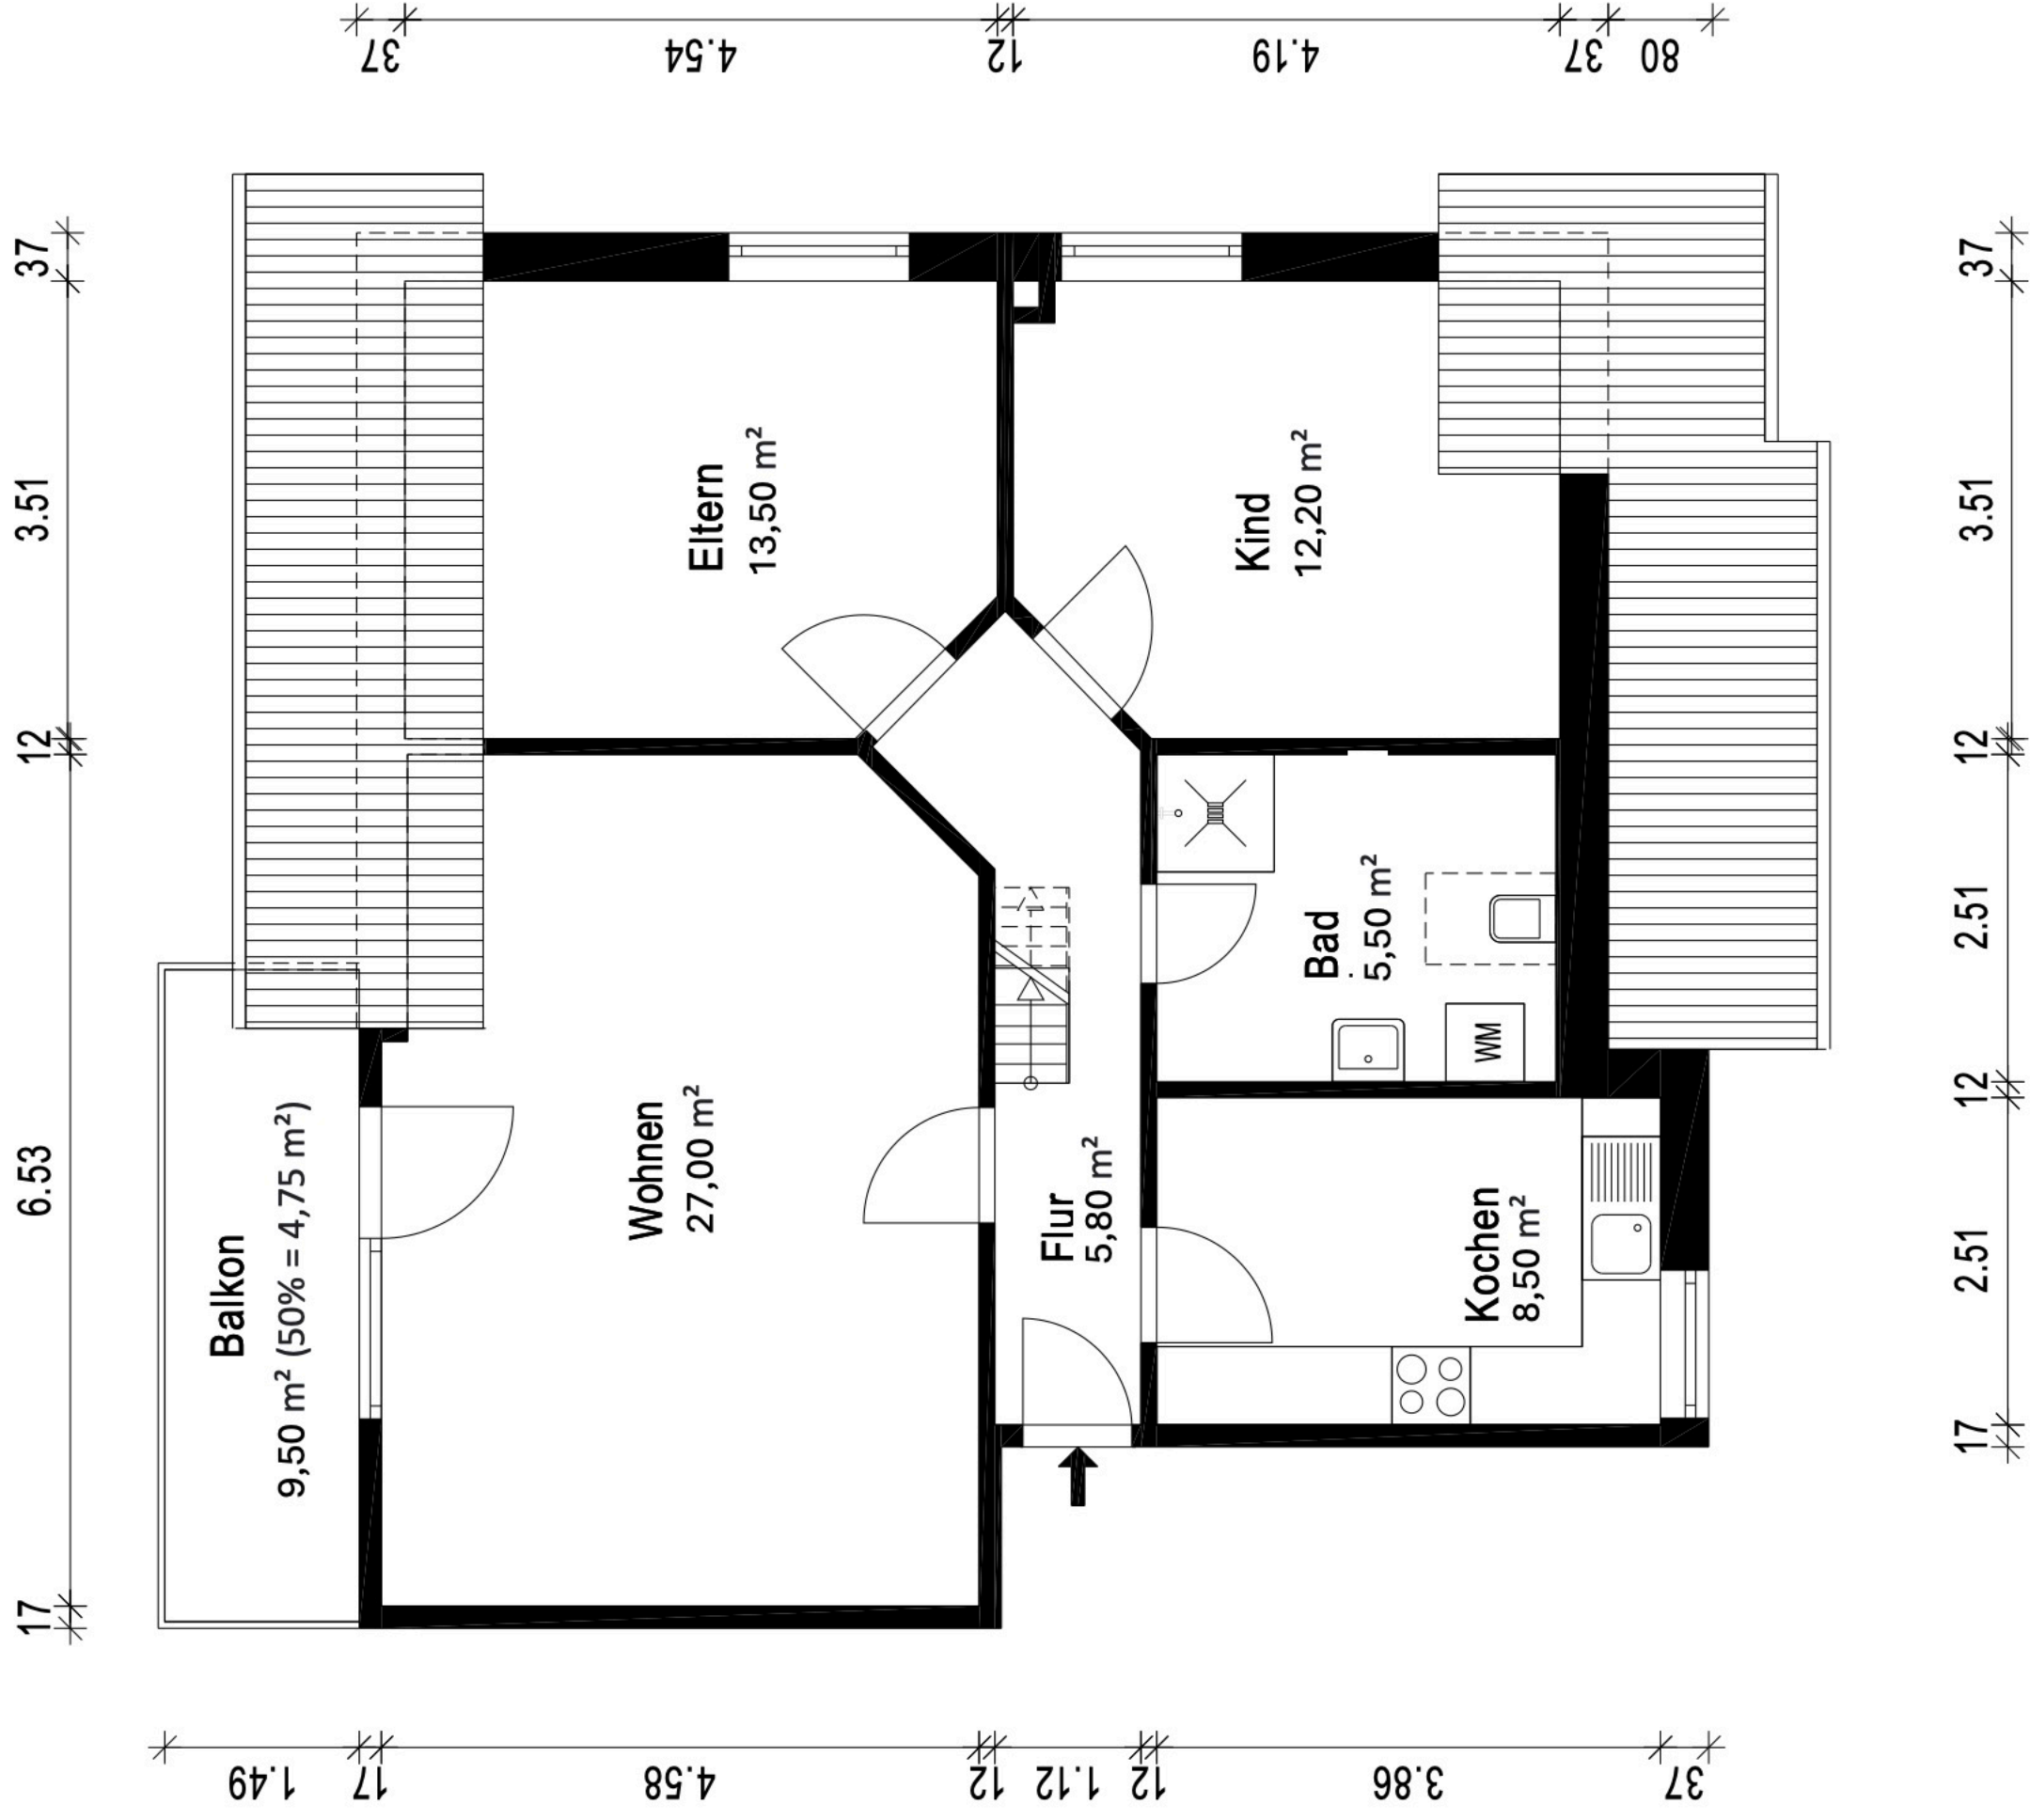 37
4.54
12
4.19
37
80
37
3.51
12
6.53
17
37
3.51
12
2.51
12
2.51
17
Eltern
13,50 m²
Kind
12,20 m²
Bad
5,50 m²
WM
Wohnen
27,00 m²
Flur
5,80 m²
Kochen
8,50 m²
Balkon
9,50 m² (50% = 4,75 m²)
1.49
17
4.58
12
1.12
12
3.86
37